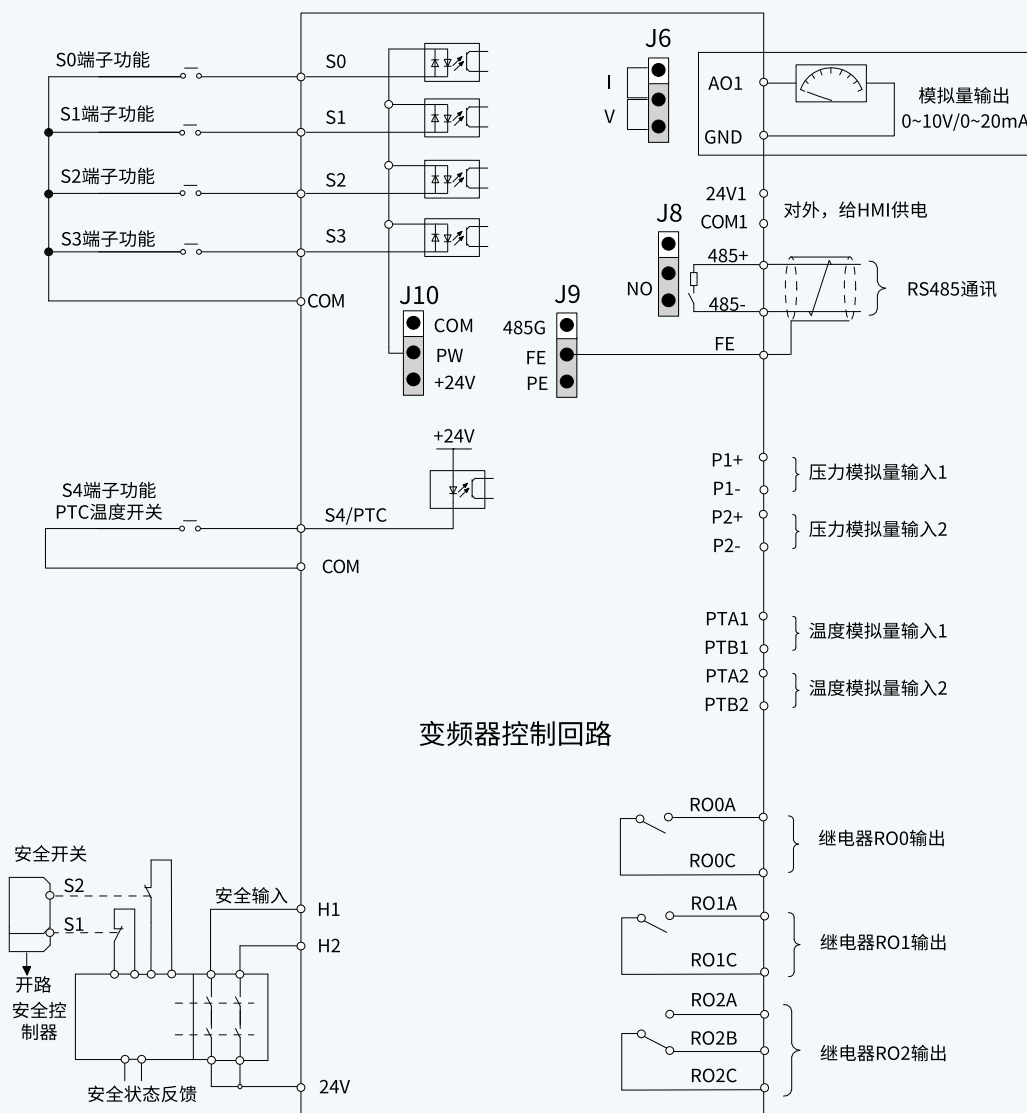 S0端子功能
S0
S1端子功能
S1
S2端子功能
S2
S3端子功能
S3
COM
J10
COM
PW
+24V
J9
485G
FE
PE
J6
I
V
AO1
GND
模拟量输出
0~10V/0~20mA
24V1
COM1
对外，给HMI供电
J8
NO
485+
485-
RS485通讯
FE
+24V
S4端子功能
PTC温度开关
S4/PTC
COM
P1+
P1-
压力模拟量输入1
P2+
P2-
压力模拟量输入2
PTA1
PTB1
温度模拟量输入1
PTA2
PTB2
温度模拟量输入2
变频器控制回路
RO0A
RO0C
继电器RO0输出
RO1A
RO1C
继电器RO1输出
RO2A
RO2B
RO2C
继电器RO2输出
安全开关
S2
S1
开路
安全控
制器
安全输入
H1
H2
安全状态反馈
24V